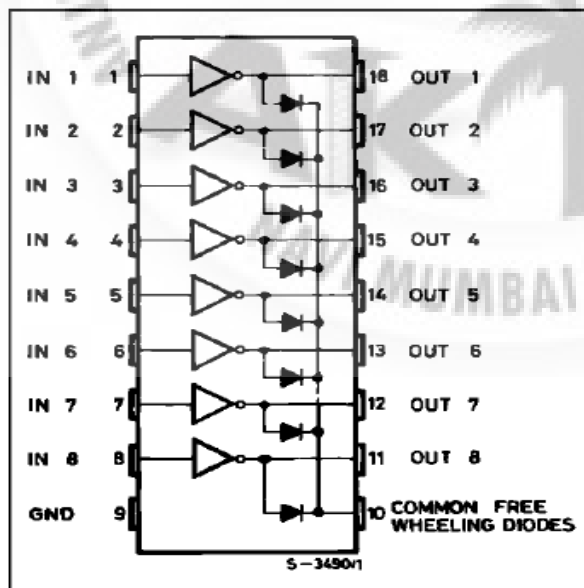 IN 1 1 18 OUT 1
IN 2 2 17 OUT 2
IN 3 3 16 OUT 3
IN 4 4 15 OUT 4
IN 5 5 14 OUT 5
IN 6 6 13 OUT 6
IN 7 7 12 OUT 7
IN 8 8 11 OUT 8
GND 9 10 COMMON FREE
WHEELING DIODES
S-3490/1
NAVI MUMBAI